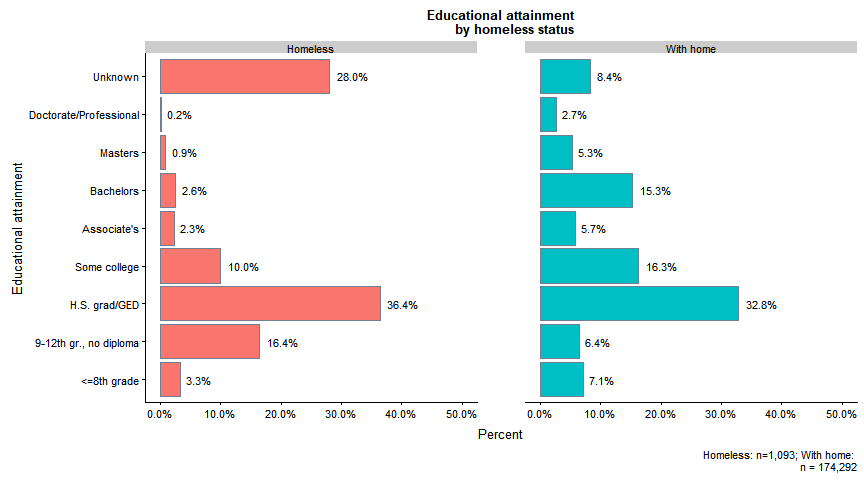 Educational attainment
by homeless status
Homeless
With home
Educational attainment
Unknown
28.0%
8.4%
Doctorate/Professional
0.2%
2.7%
Masters
0.9%
5.3%
Bachelors
2.6%
15.3%
Associate's
2.3%
5.7%
Some college
10.0%
16.3%
H.S. grad/GED
36.4%
32.8%
9-12th gr., no diploma
16.4%
6.4%
<=8th grade
3.3%
7.1%
0.0% 10.0% 20.0% 30.0% 40.0% 50.0%
0.0% 10.0% 20.0% 30.0% 40.0% 50.0%
Percent
Homeless: n=1,093; With home:
n = 174,292